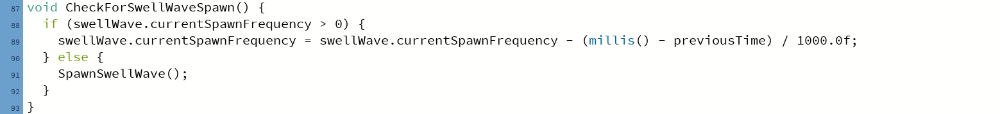 87 void CheckForSwellWaveSpawn() {
88   if (swellWave.currentSpawnFrequency > 0) {
89     swellWave.currentSpawnFrequency = swellWave.currentSpawnFrequency - (millis() - previousTime) / 1000.0f;
90   } else {
91     SpawnSwellWave();
92   }
93 }